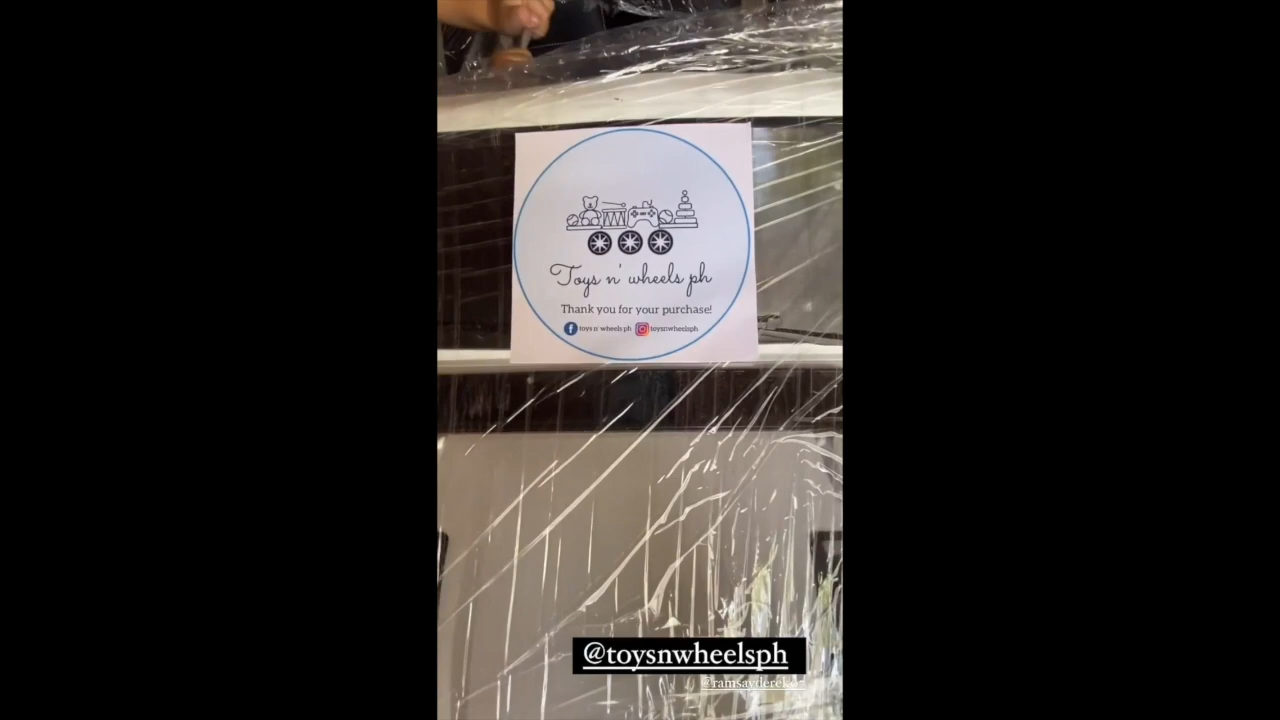 Toys n' wheels ph
Thank you for your purchase!
toys n' wheels ph toysnwheelsph
@toysnwheelsph